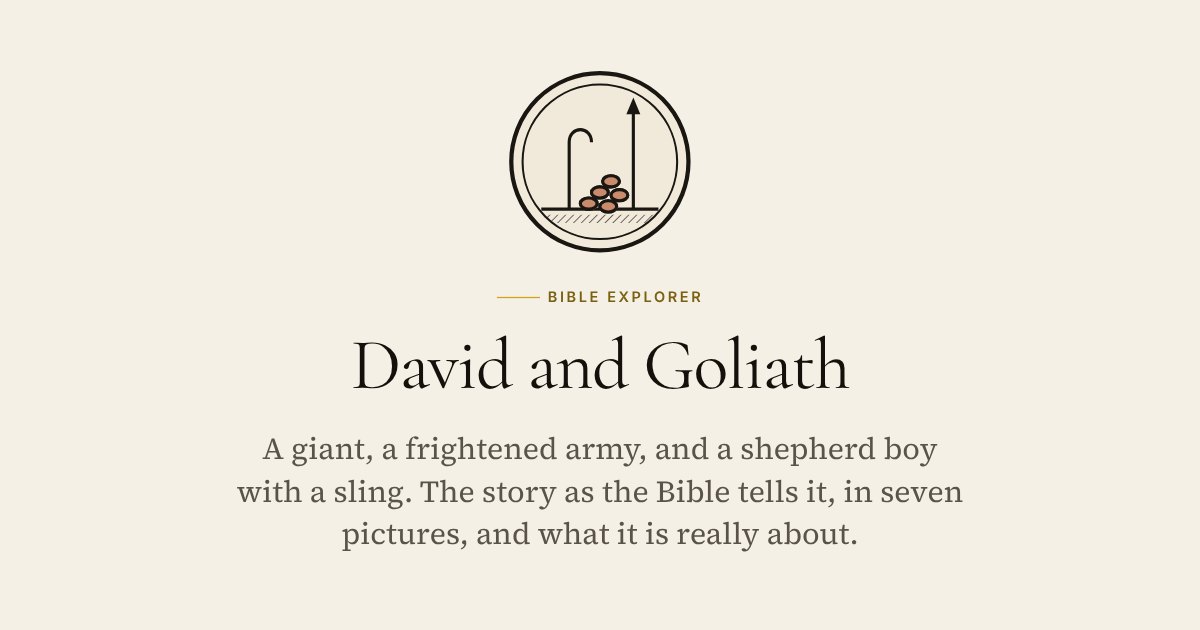 BIBLE EXPLORER
David and Goliath
A giant, a frightened army, and a shepherd boy
with a sling. The story as the Bible tells it, in seven
pictures, and what it is really about.